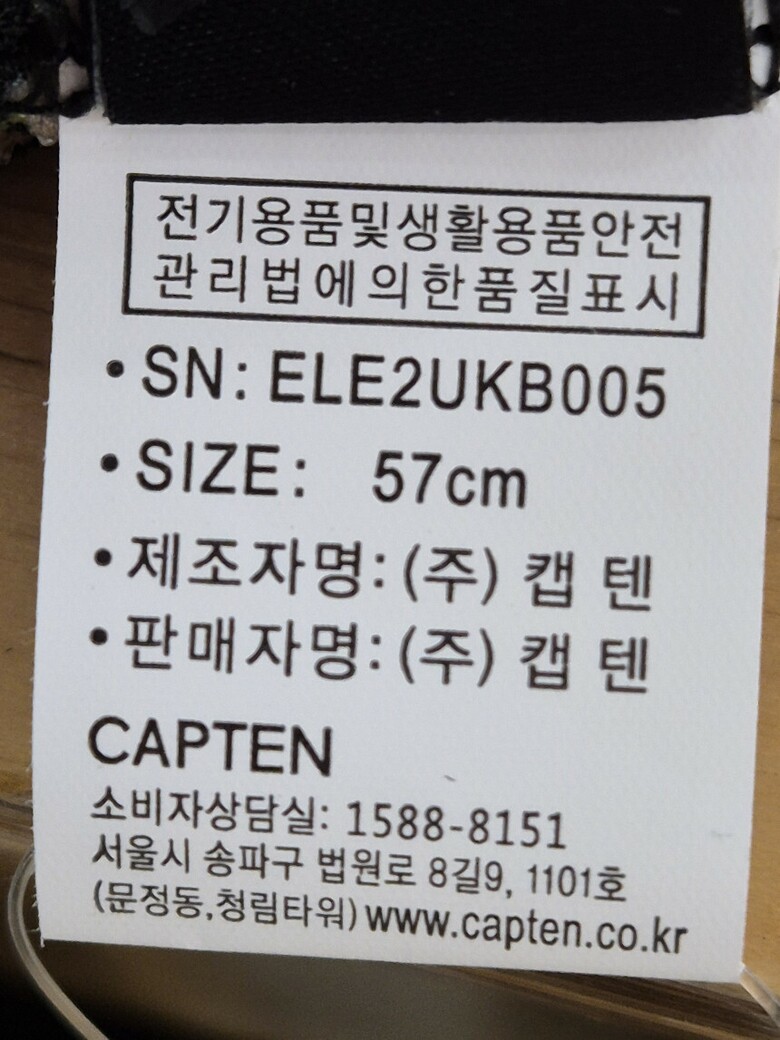 전기용품및생활용품안전
관리법에의한품질표시
• SN: ELE2UKB005
• SIZE: 57cm
• 제조자명: (주) 캡 텐
• 판매자명: (주) 캡 텐
CAPTEN
소비자상담실: 1588-8151
서울시 송파구 법원로 8길9, 1101호
(문정동,청림타워) www.capten.co.kr